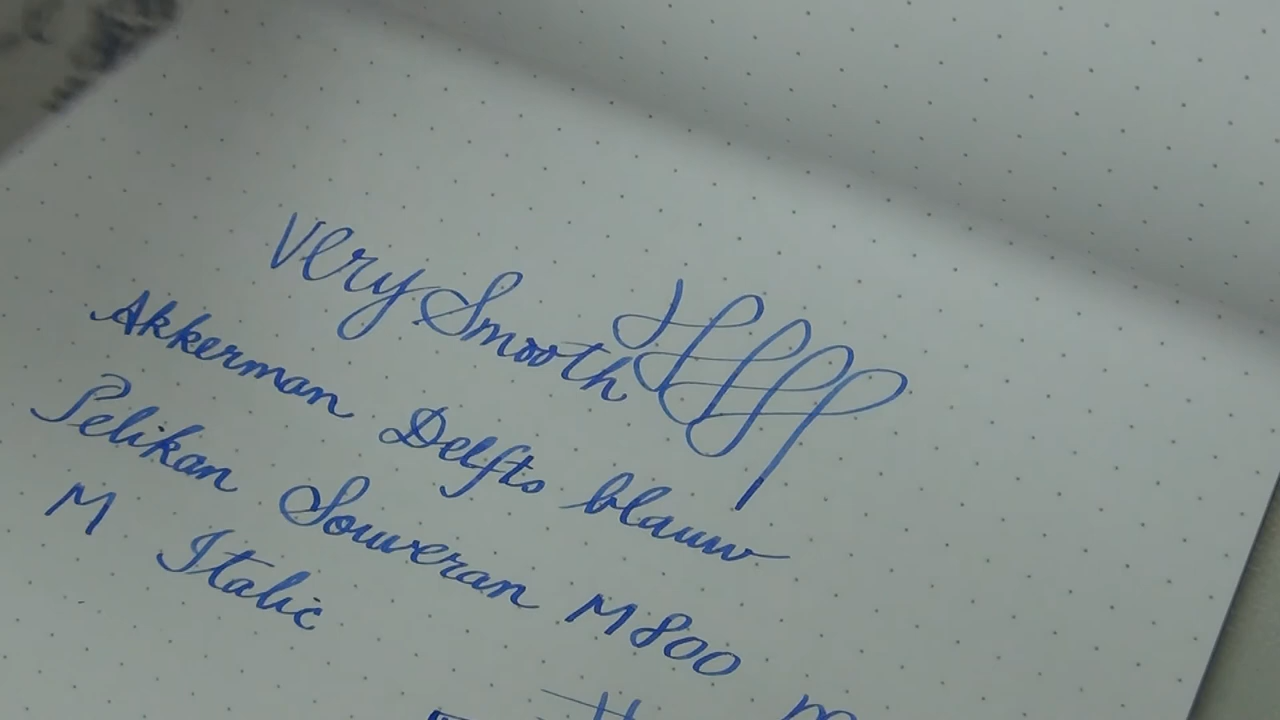 Very Smooth
Akkerman Delfts blauw
Pelikan Souveran M800
M Italic